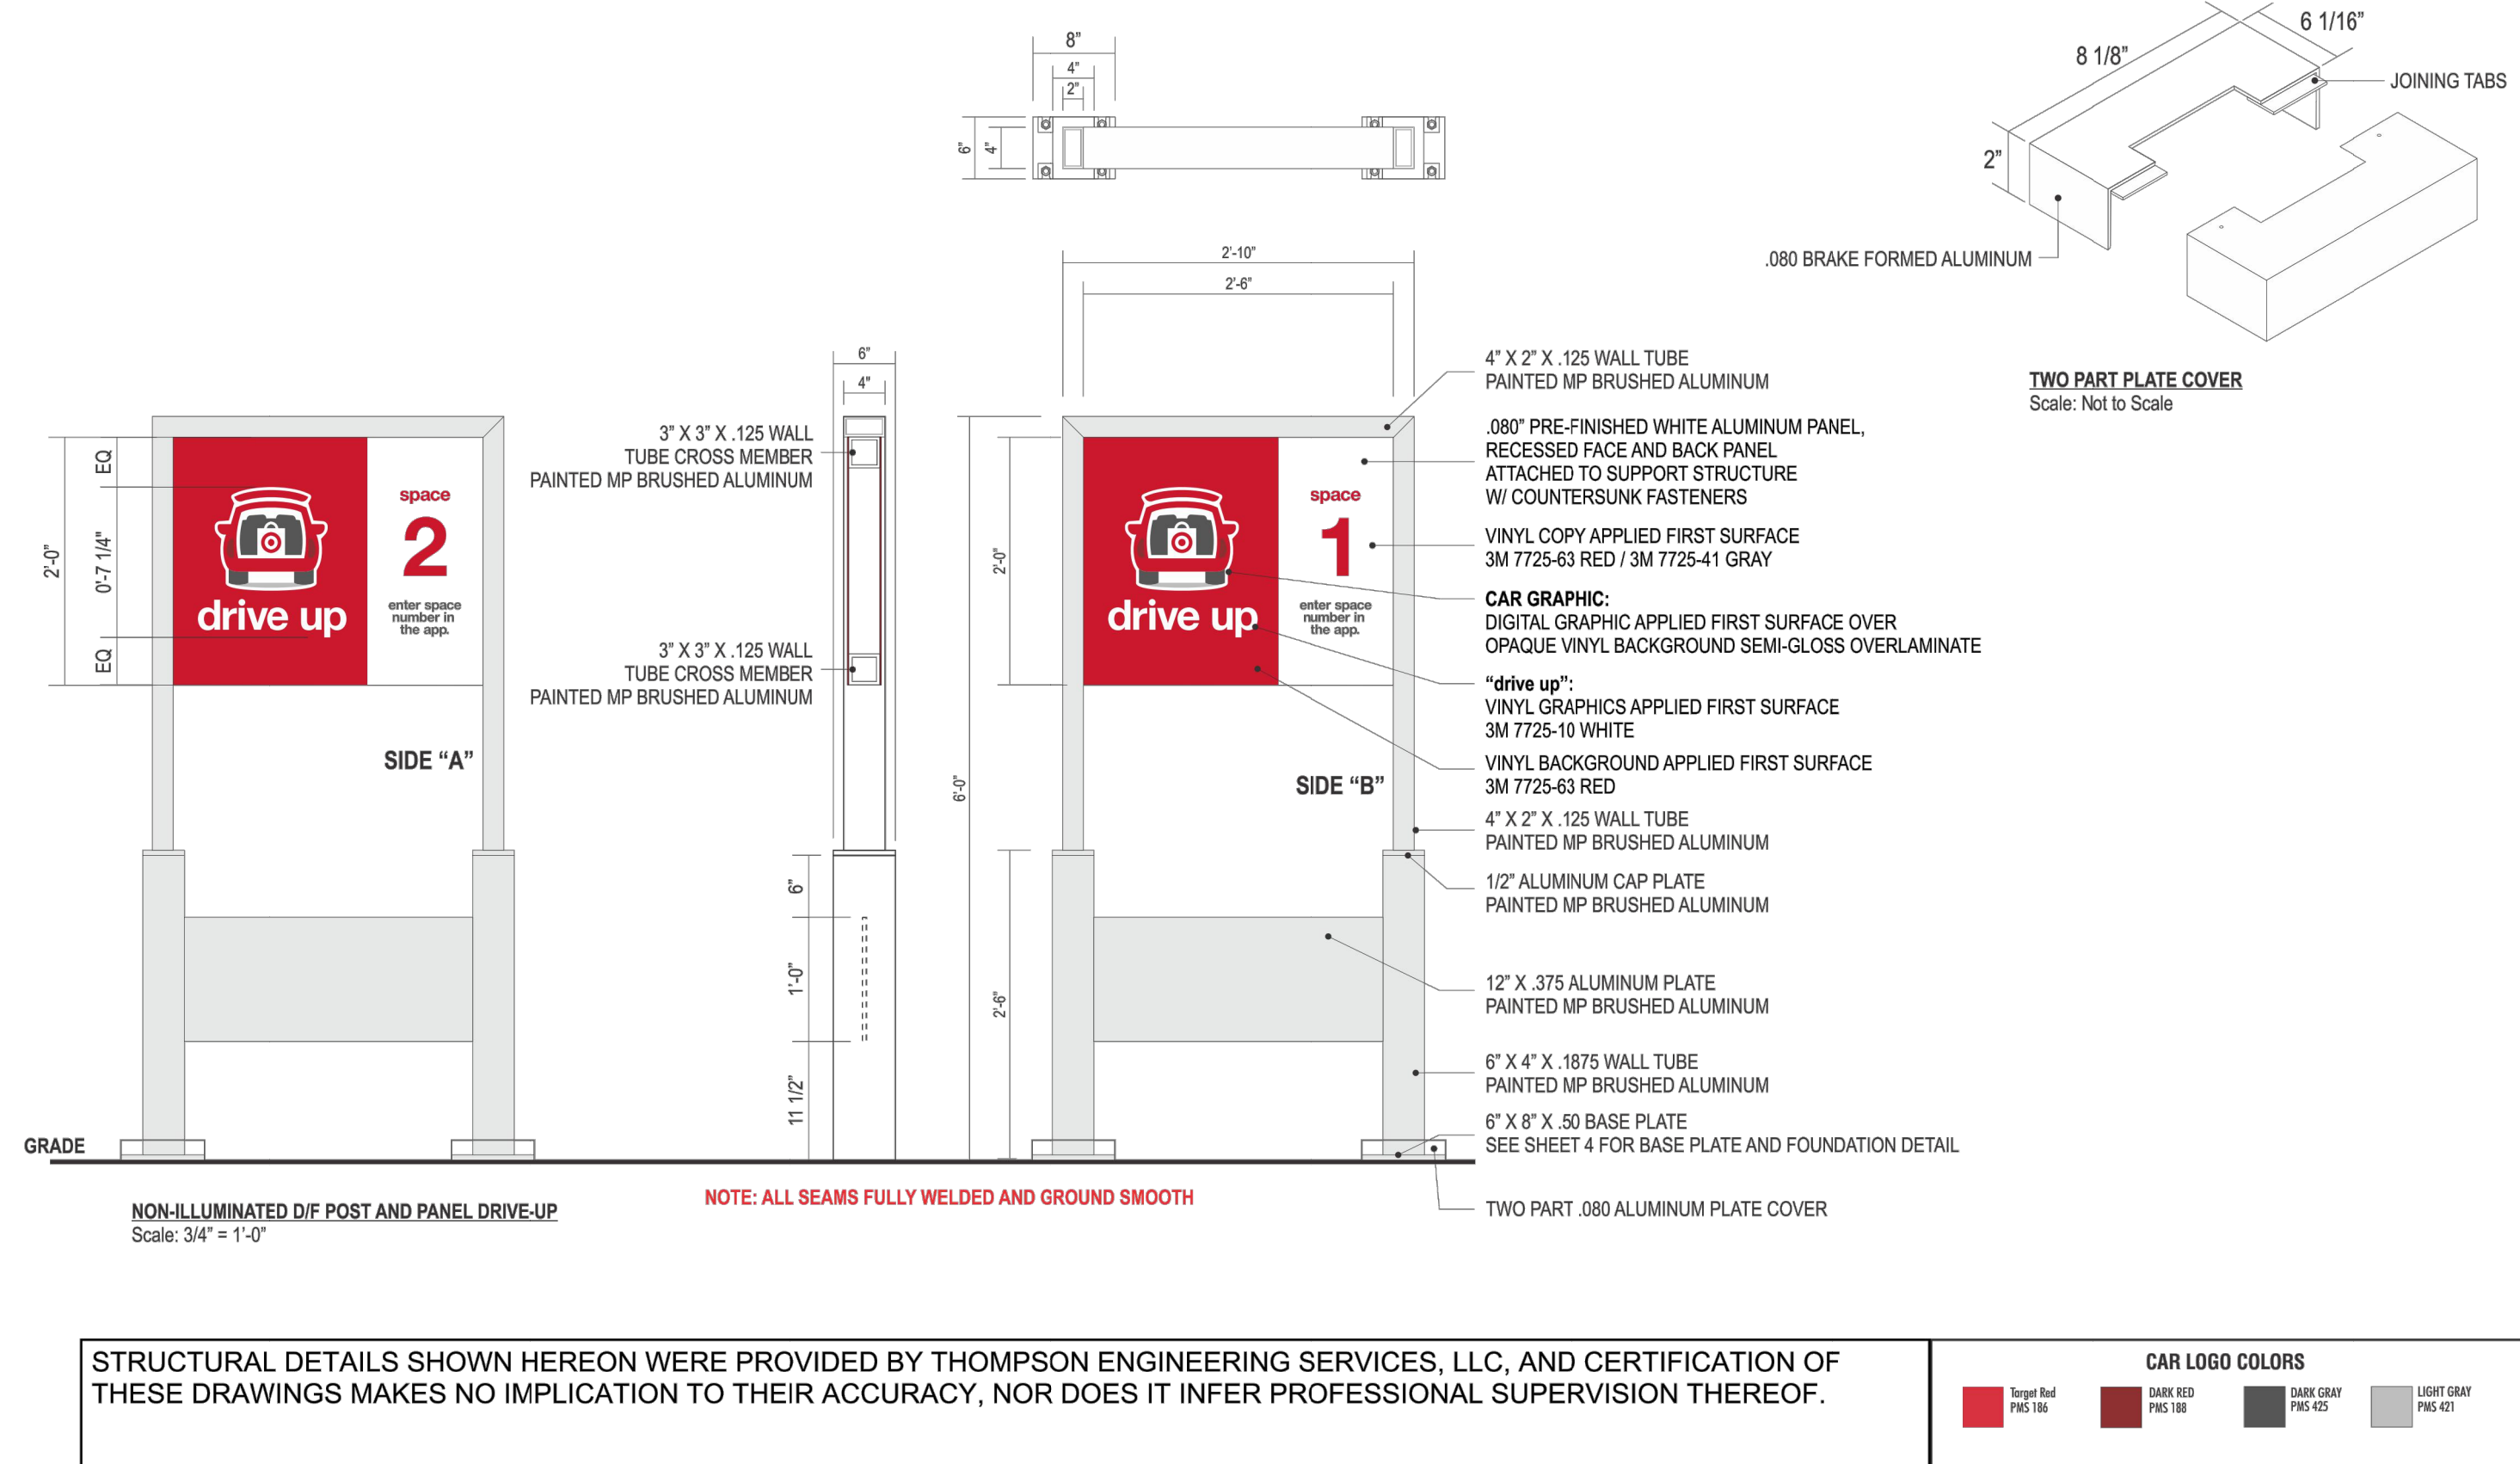 8”
4”
2”
6”
4”
8 1/8”
6 1/16”
2”
JOINING TABS
.080 BRAKE FORMED ALUMINUM
TWO PART PLATE COVER
Scale: Not to Scale
2’-0”
EQ
0’-7 1/4"
EQ
drive up
space
2
enter space
number in
the app.
SIDE “A”
GRADE
NON-ILLUMINATED D/F POST AND PANEL DRIVE-UP
Scale: 3/4” = 1’-0”
6”
4”
3” X 3” X .125 WALL
TUBE CROSS MEMBER
PAINTED MP BRUSHED ALUMINUM
3” X 3” X .125 WALL
TUBE CROSS MEMBER
PAINTED MP BRUSHED ALUMINUM
6”
1’-0”
11 1/2”
NOTE: ALL SEAMS FULLY WELDED AND GROUND SMOOTH
2’-10”
2’-6”
2’-0”
6’-0”
2’-6”
drive up
space
1
enter space
number in
the app.
SIDE “B”
4” X 2” X .125 WALL TUBE
PAINTED MP BRUSHED ALUMINUM
.080” PRE-FINISHED WHITE ALUMINUM PANEL,
RECESSED FACE AND BACK PANEL
ATTACHED TO SUPPORT STRUCTURE
W/ COUNTERSUNK FASTENERS
VINYL COPY APPLIED FIRST SURFACE
3M 7725-63 RED / 3M 7725-41 GRAY
CAR GRAPHIC:
DIGITAL GRAPHIC APPLIED FIRST SURFACE OVER
OPAQUE VINYL BACKGROUND SEMI-GLOSS OVERLAMINATE
“drive up”:
VINYL GRAPHICS APPLIED FIRST SURFACE
3M 7725-10 WHITE
VINYL BACKGROUND APPLIED FIRST SURFACE
3M 7725-63 RED
4” X 2” X .125 WALL TUBE
PAINTED MP BRUSHED ALUMINUM
1/2” ALUMINUM CAP PLATE
PAINTED MP BRUSHED ALUMINUM
12” X .375 ALUMINUM PLATE
PAINTED MP BRUSHED ALUMINUM
6” X 4” X .1875 WALL TUBE
PAINTED MP BRUSHED ALUMINUM
6” X 8” X .50 BASE PLATE
SEE SHEET 4 FOR BASE PLATE AND FOUNDATION DETAIL
TWO PART .080 ALUMINUM PLATE COVER
STRUCTURAL DETAILS SHOWN HEREON WERE PROVIDED BY THOMPSON ENGINEERING SERVICES, LLC, AND CERTIFICATION OF
THESE DRAWINGS MAKES NO IMPLICATION TO THEIR ACCURACY, NOR DOES IT INFER PROFESSIONAL SUPERVISION THEREOF.
CAR LOGO COLORS
Target Red
PMS 186
DARK RED
PMS 188
DARK GRAY
PMS 425
LIGHT GRAY
PMS 421